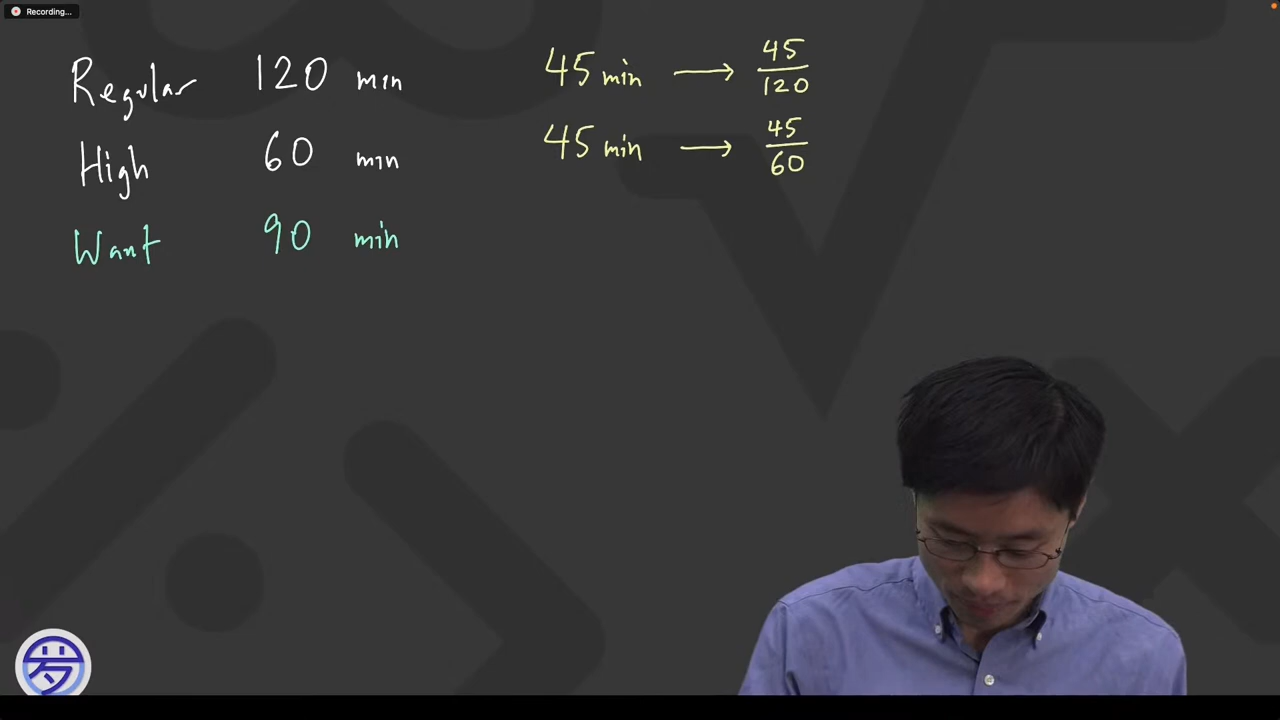 Recording...
Regular 120 min 45 min → 45/120
High 60 min 45 min → 45/60
Want 90 min